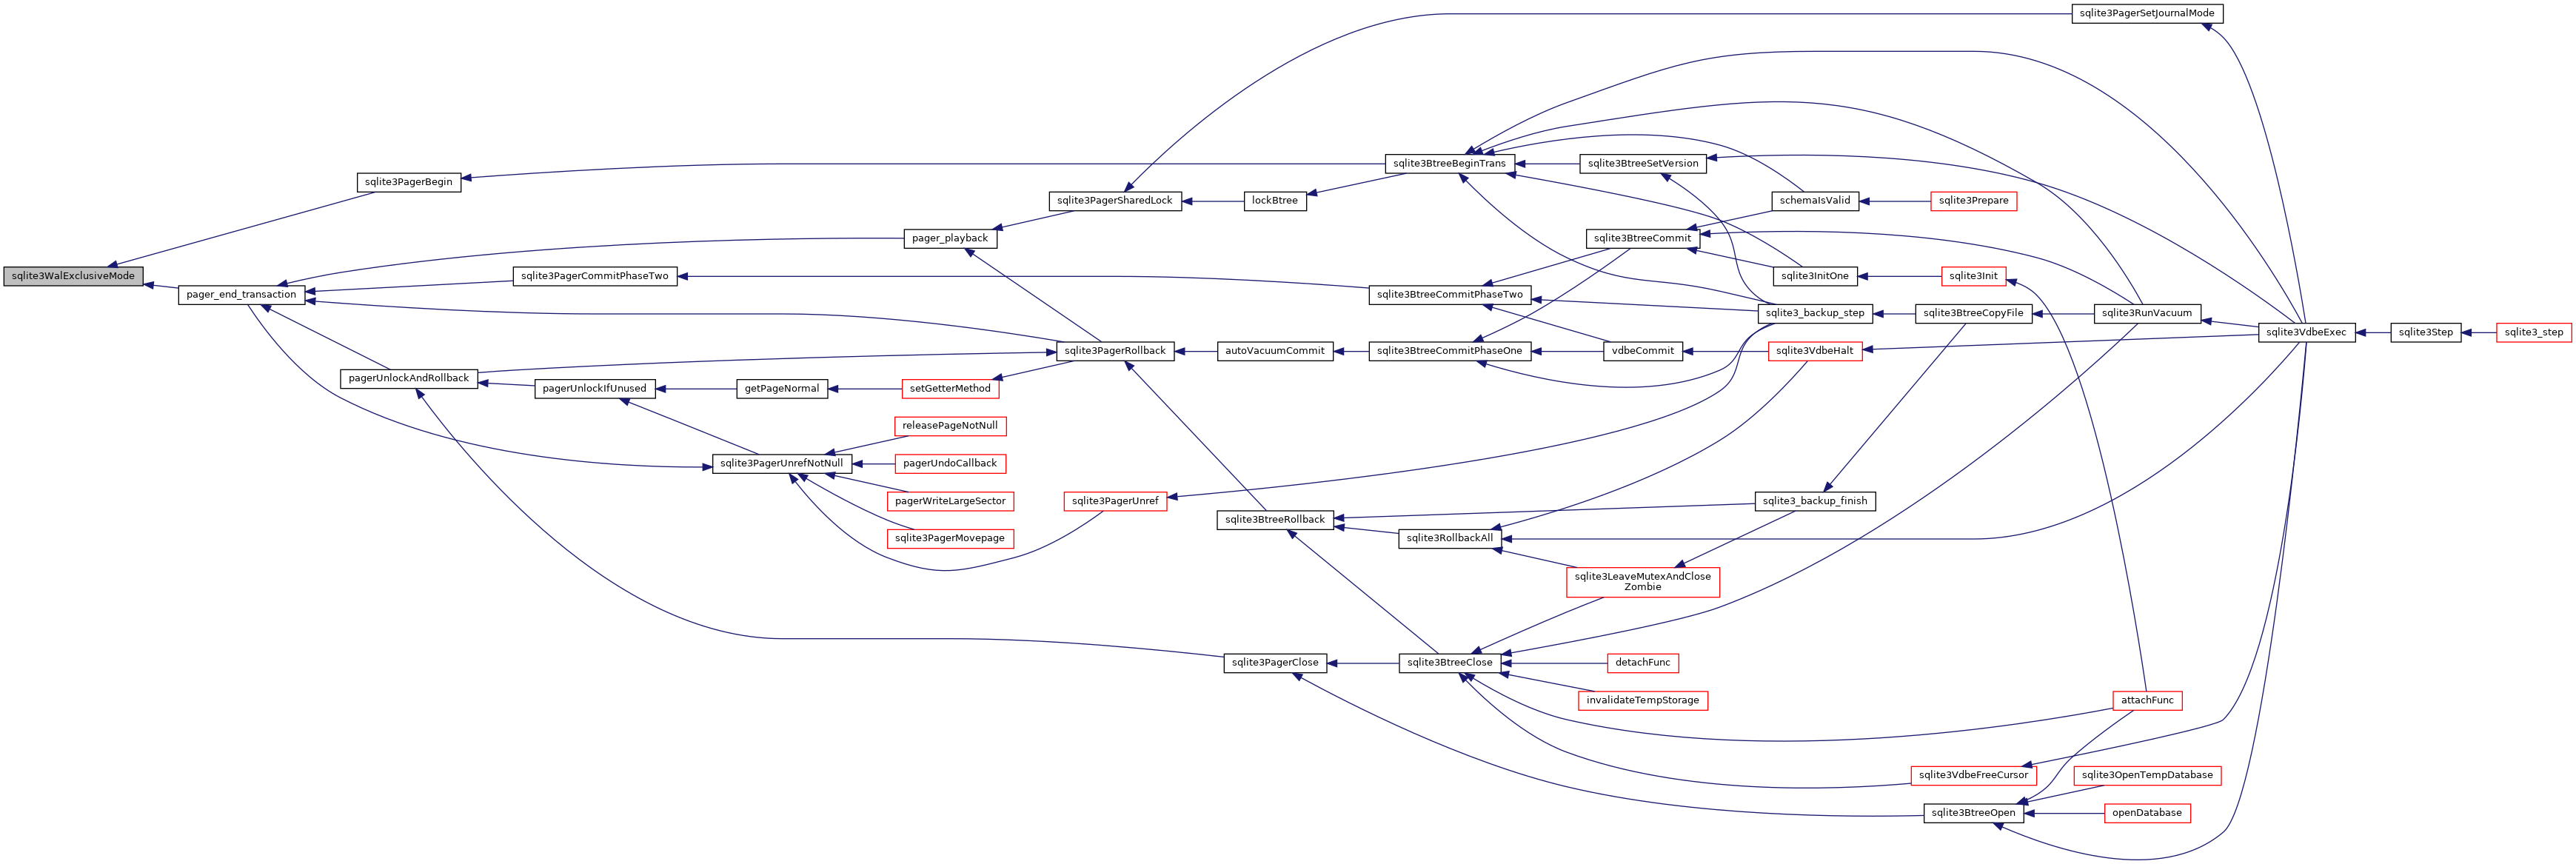 sqlite3PagerSetJournalMode
sqlite3BtreeBeginTrans
sqlite3BtreeSetVersion
sqlite3PagerBegin
sqlite3PagerSharedLock
lockBtree
schemaIsValid
sqlite3Prepare
pager_playback
sqlite3BtreeCommit
sqlite3WalExclusiveMode
sqlite3PagerCommitPhaseTwo
sqlite3InitOne
sqlite3Init
pager_end_transaction
sqlite3BtreeCommitPhaseTwo
sqlite3_backup_step
sqlite3BtreeCopyFile
sqlite3RunVacuum
sqlite3VdbeExec
sqlite3Step
sqlite3_step
sqlite3PagerRollback
autoVacuumCommit
sqlite3BtreeCommitPhaseOne
vdbeCommit
sqlite3VdbeHalt
pagerUnlockAndRollback
pagerUnlockIfUnused
getPageNormal
setGetterMethod
releasePageNotNull
sqlite3PagerUnrefNotNull
pagerUndoCallback
pagerWriteLargeSector
sqlite3PagerUnref
sqlite3_backup_finish
sqlite3BtreeRollback
sqlite3PagerMovepage
sqlite3RollbackAll
sqlite3LeaveMutexAndClose
Zombie
sqlite3PagerClose
sqlite3BtreeClose
detachFunc
invalidateTempStorage
attachFunc
sqlite3VdbeFreeCursor
sqlite3OpenTempDatabase
sqlite3BtreeOpen
openDatabase